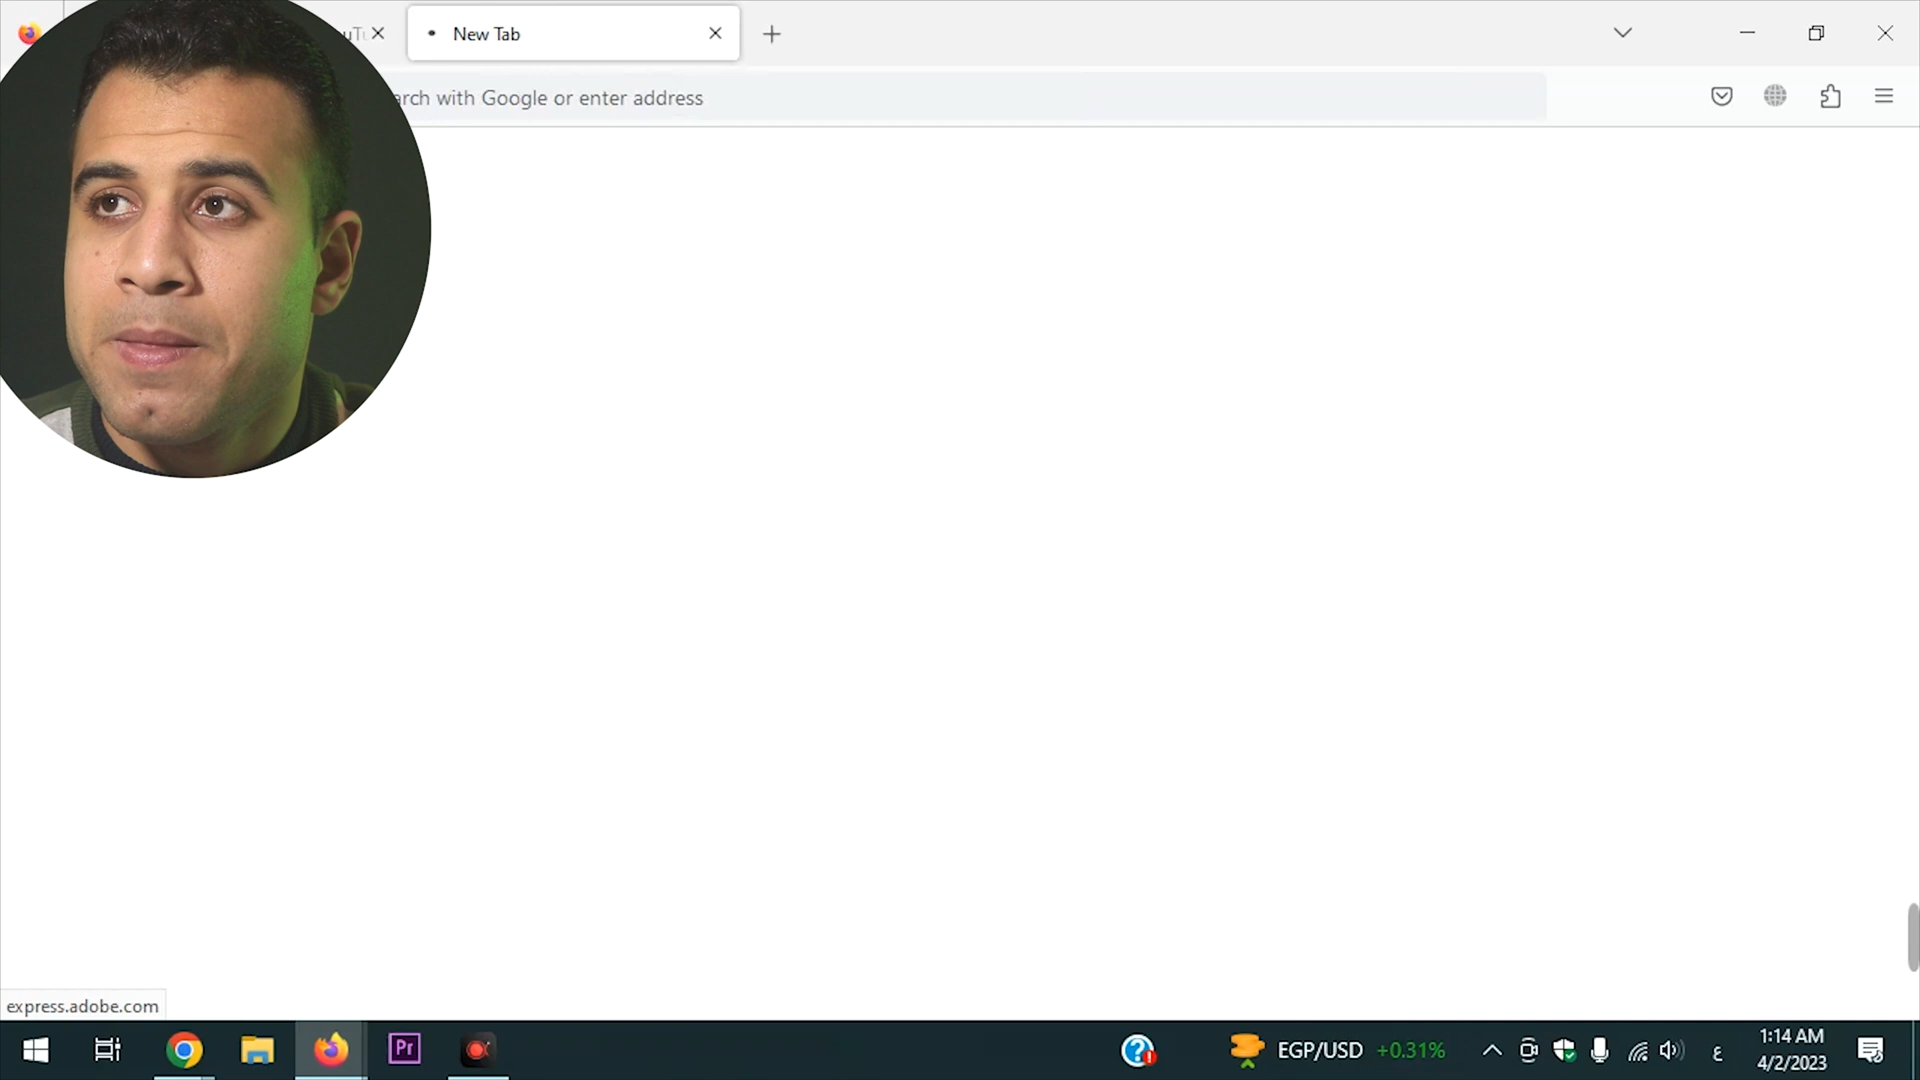 New Tab
with Google or enter address
express.adobe.com
Pr
EGP/USD +0.31%
ع
1:14 AM
4/2/2023